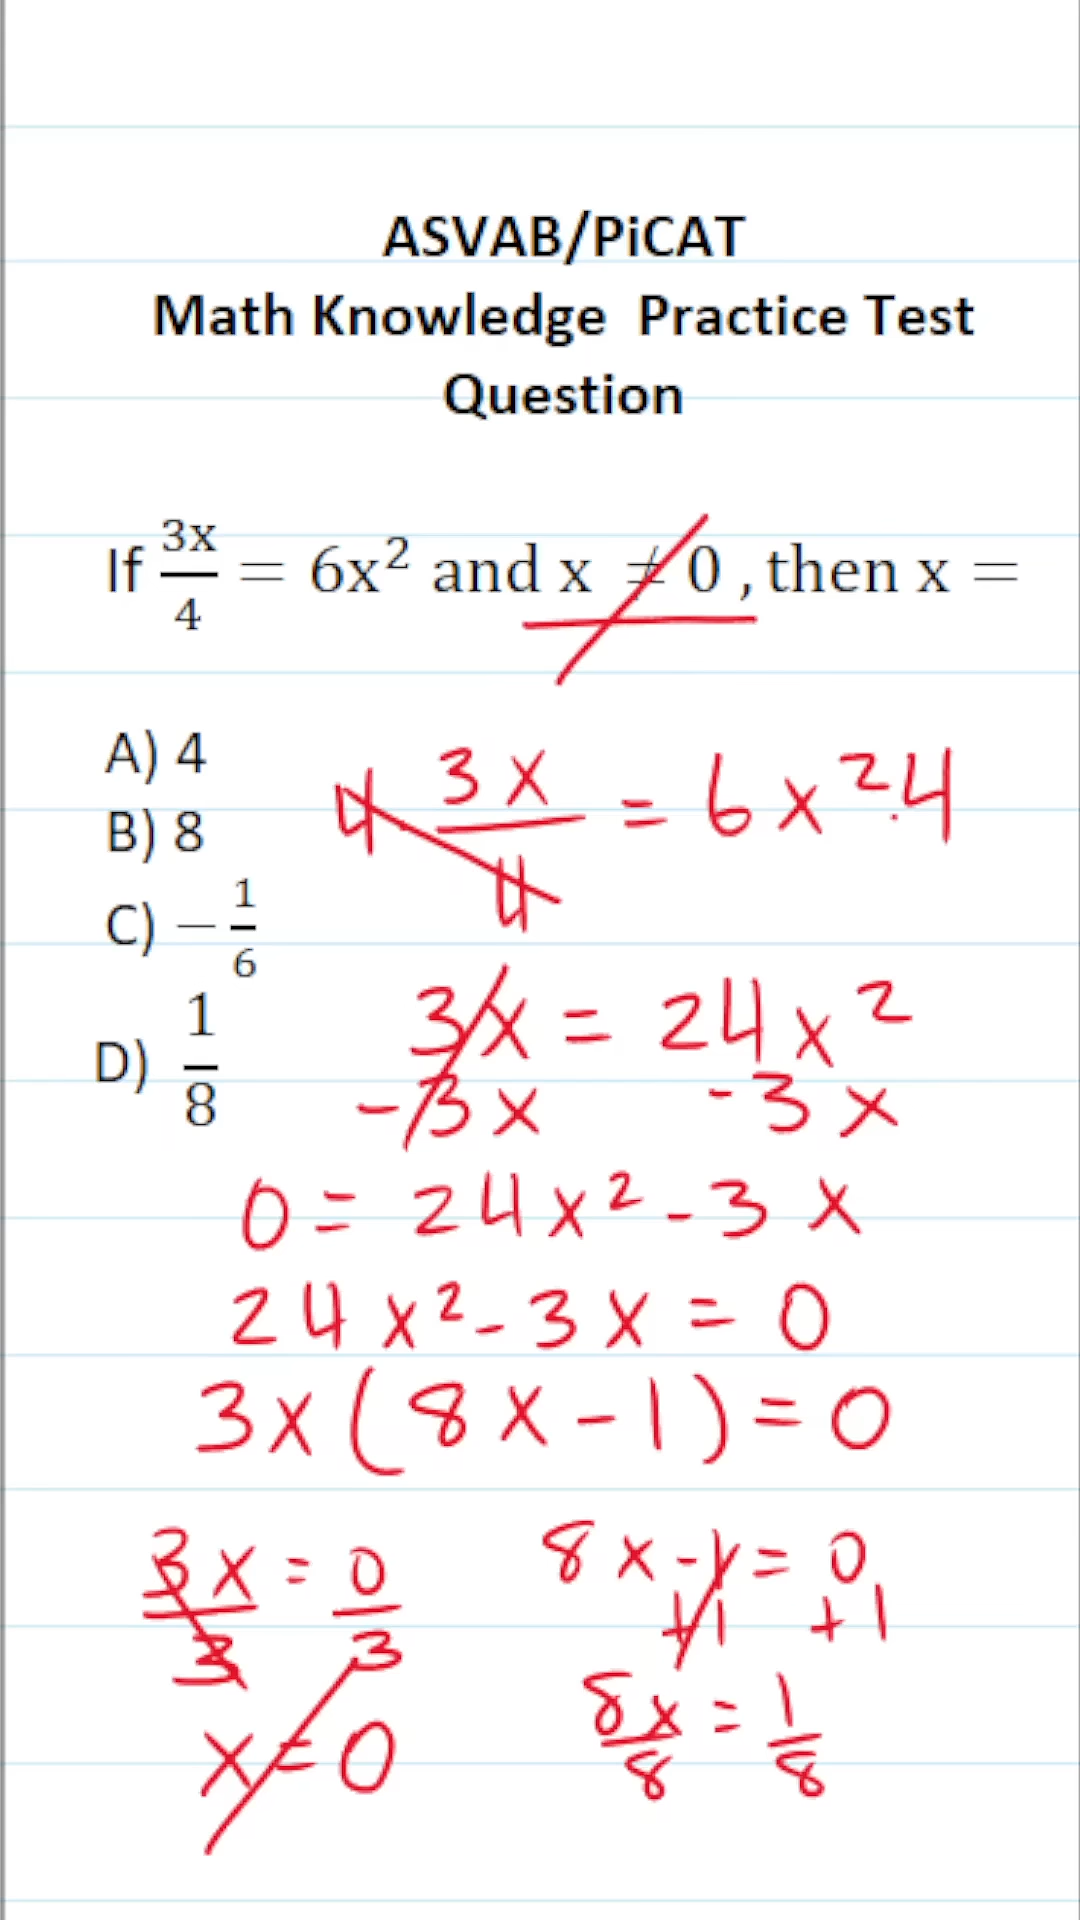 ASVAB/PiCAT
Math Knowledge Practice Test
Question
If 3x/4 = 6x² and x ≠ 0, then x =
A) 4
B) 8
C) −1/6
D) 1/8
4 · 3x/4 = 6x² · 4
3x = 24x²
-3x -3x
0 = 24x² - 3x
24x² - 3x = 0
3x(8x - 1) = 0
3x/3 = 0/3
x = 0
8x - 1 = 0
+1 +1
8x/8 = 1/8